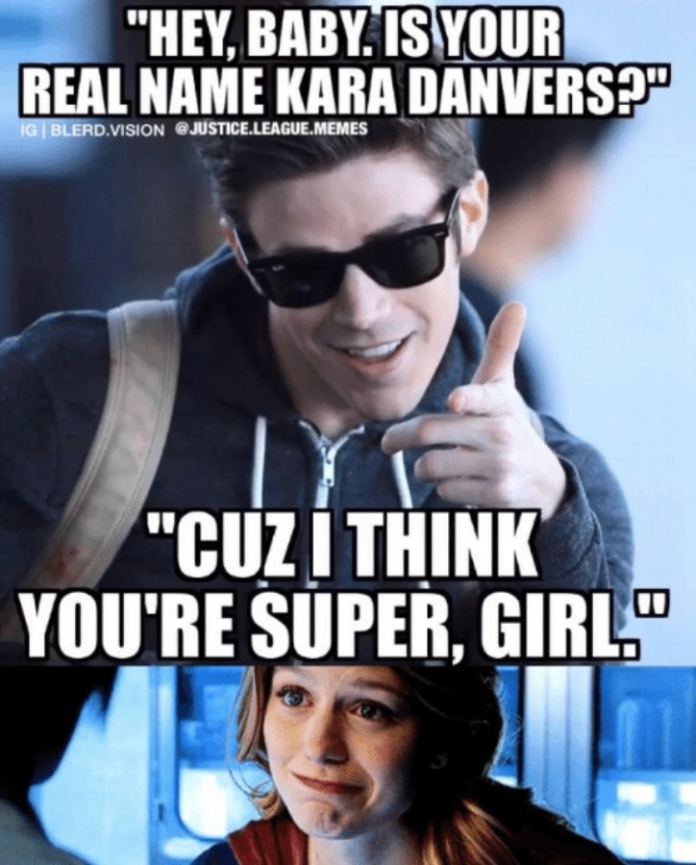 "HEY, BABY. IS YOUR
REAL NAME KARA DANVERS?"
IG | BLERD.VISION @JUSTICE.LEAGUE.MEMES
"CUZ I THINK
YOU'RE SUPER, GIRL."